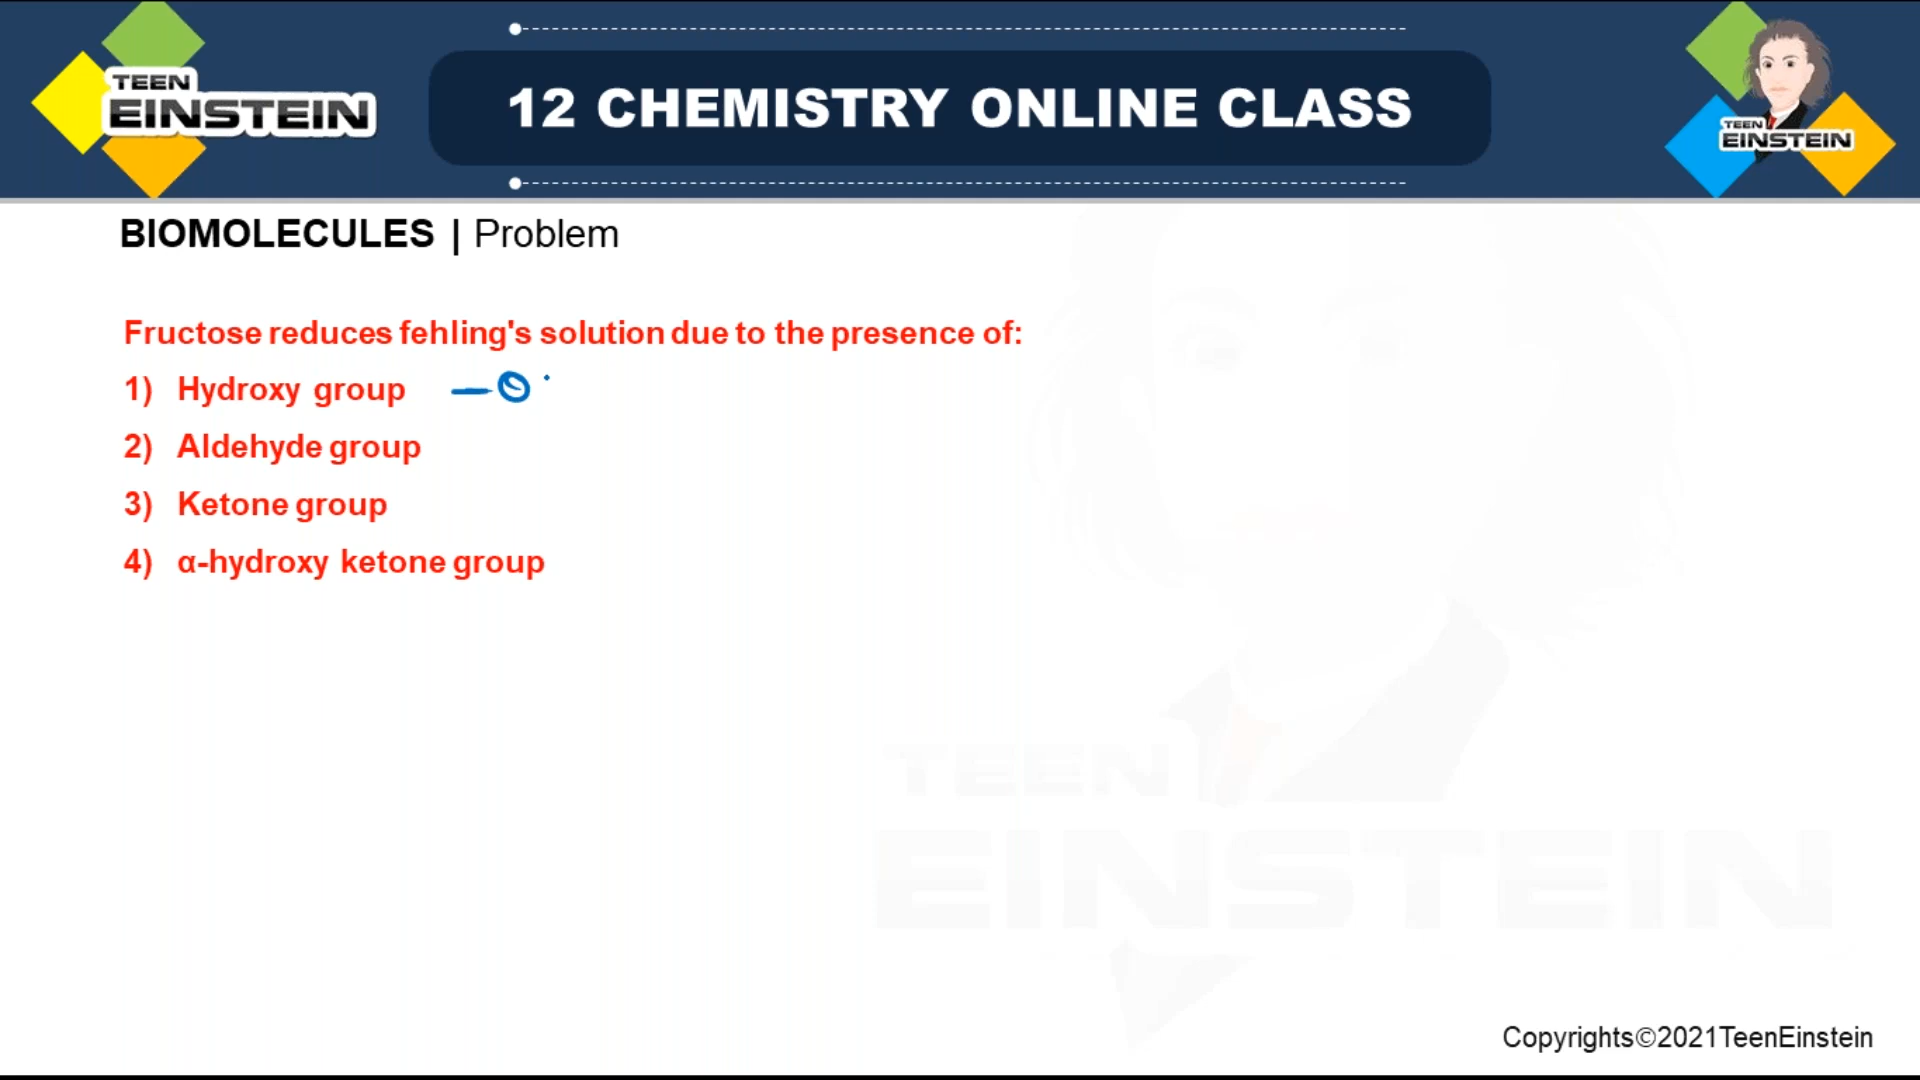 TEEN
EINSTEIN
12 CHEMISTRY ONLINE CLASS
TEEN
EINSTEIN
BIOMOLECULES | Problem
Fructose reduces fehling's solution due to the presence of:
1) Hydroxy group –O
2) Aldehyde group
3) Ketone group
4) α-hydroxy ketone group
TEEN
EINSTEIN
Copyrights©2021TeenEinstein